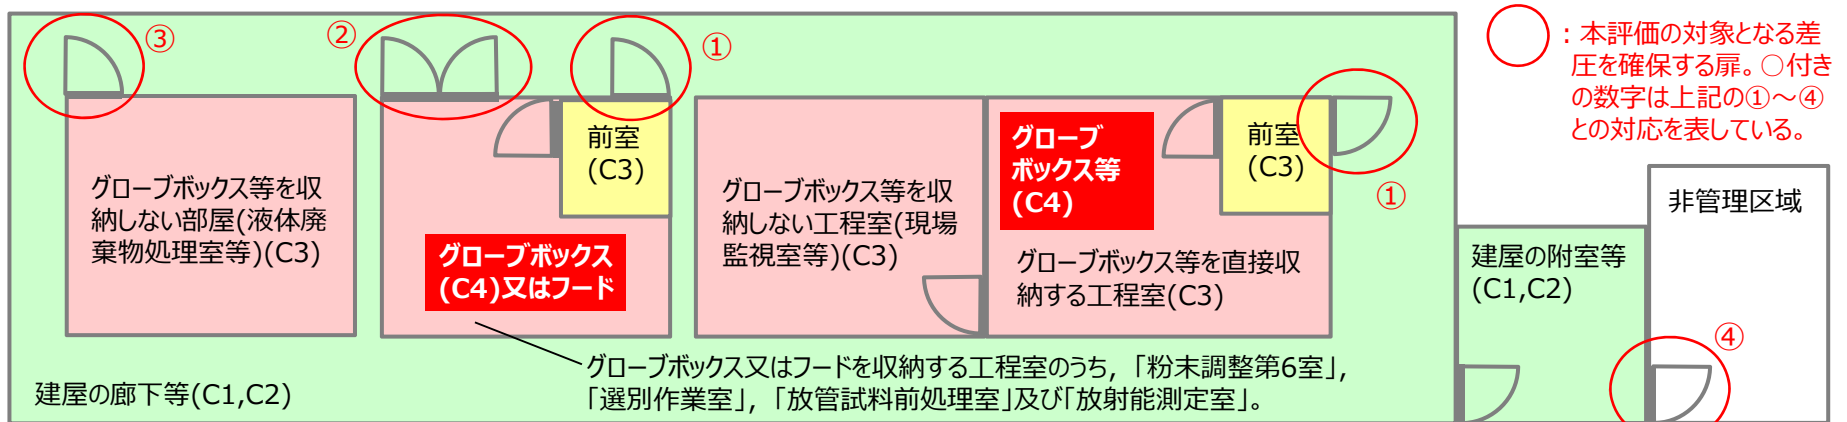 ③
②
①
：本評価の対象となる差
圧を確保する扉。○付き
の数字は上記の①～④
との対応を表している。
グローブボックス等を収
納しない部屋(液体廃
棄物処理室等)(C3)
前室
(C3)
グローブボックス
(C4)又はフード
グローブボックス等を収
納しない工程室(現場
監視室等)(C3)
グローブ
ボックス等
(C4)
前室
(C3)
①
グローブボックス等を直接収
納する工程室(C3)
非管理区域
建屋の附室等
(C1,C2)
④
グローブボックス又はフードを収納する工程室のうち，「粉末調整第6室」，
「選別作業室」，「放管試料前処理室」及び「放射能測定室」。
建屋の廊下等(C1,C2)